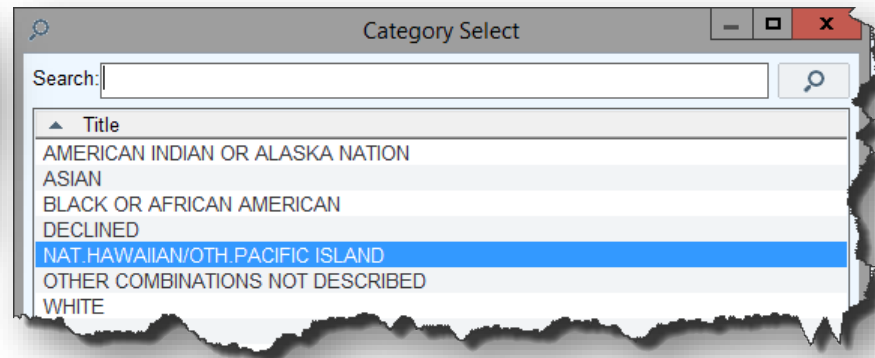 Category Select
Search:
Title
AMERICAN INDIAN OR ALASKA NATION
ASIAN
BLACK OR AFRICAN AMERICAN
DECLINED
NAT.HAWAIIAN/OTH.PACIFIC ISLAND
OTHER COMBINATIONS NOT DESCRIBED
WHITE